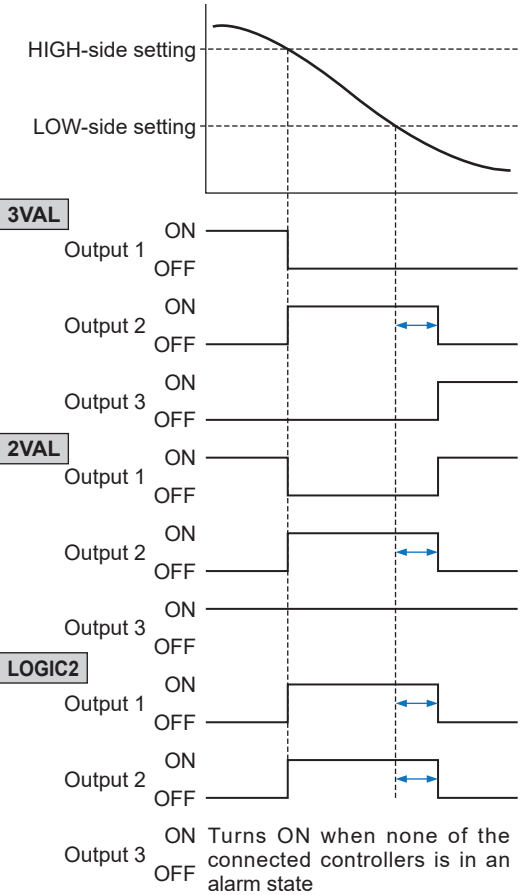 HIGH-side setting
LOW-side setting
3VAL
ON
Output 1
OFF
ON
Output 2
OFF
ON
Output 3
OFF
2VAL
ON
Output 1
OFF
ON
Output 2
OFF
ON
Output 3
OFF
LOGIC2
ON
Output 1
OFF
ON
Output 2
OFF
ON
Output 3
OFF
Turns ON when none of the
connected controllers is in an
alarm state